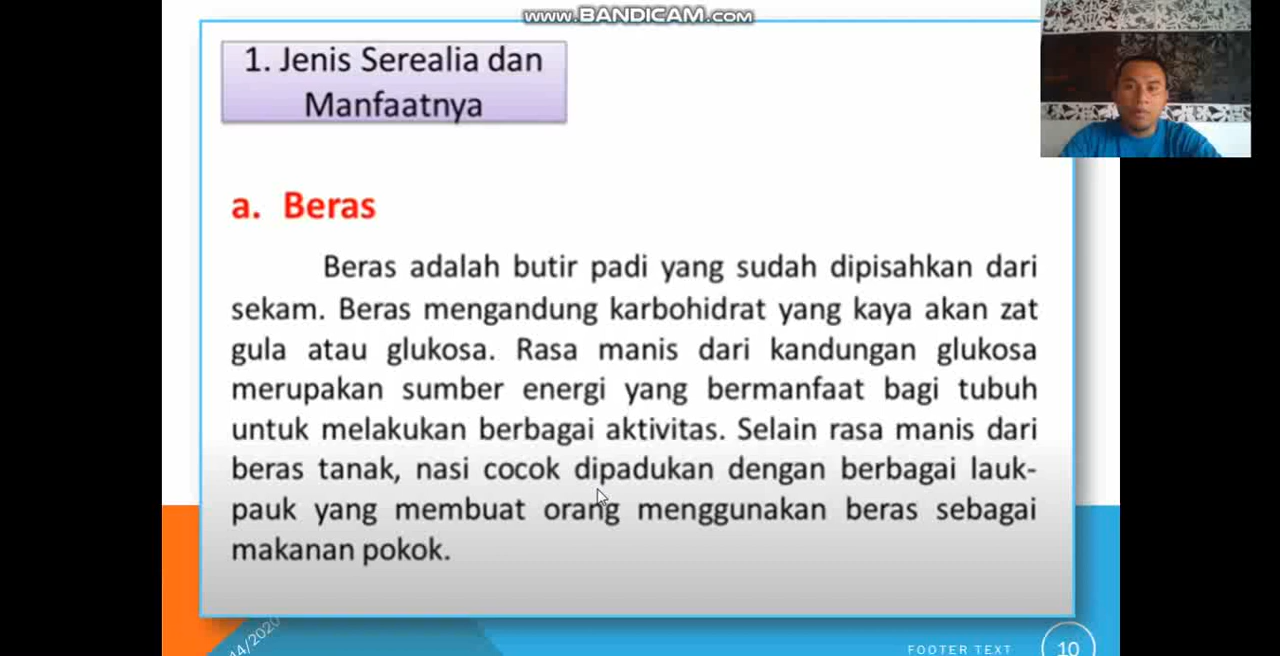 www.BANDICAM.com
1. Jenis Serealia dan
Manfaatnya
a. Beras
Beras adalah butir padi yang sudah dipisahkan dari
sekam. Beras mengandung karbohidrat yang kaya akan zat
gula atau glukosa. Rasa manis dari kandungan glukosa
merupakan sumber energi yang bermanfaat bagi tubuh
untuk melakukan berbagai aktivitas. Selain rasa manis dari
beras tanak, nasi cocok dipadukan dengan berbagai lauk-
pauk yang membuat orang menggunakan beras sebagai
makanan pokok.
4/2020
FOOTER TEXT
10